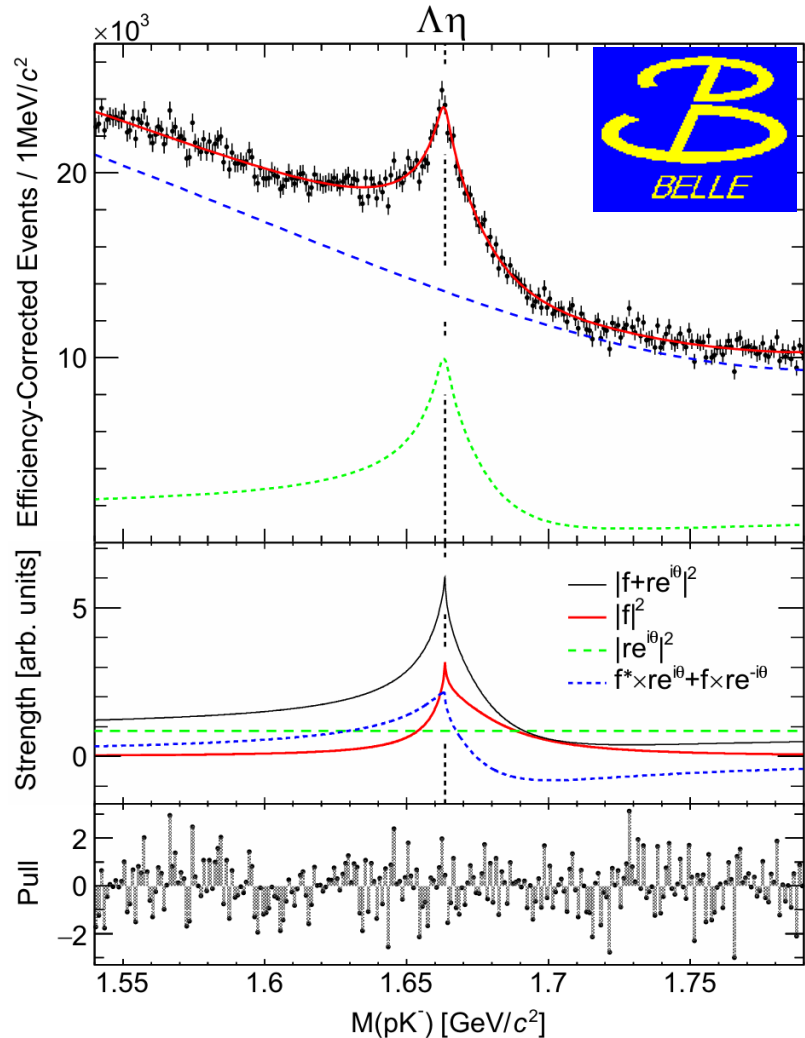 Λη
×10³
Efficiency-Corrected Events / 1MeV/c²
20
10
BELLE
Strength [arb. units]
5
0
|f+re^{iθ}|²
|f|²
|re^{iθ}|²
f*×re^{iθ}+f×re^{-iθ}
Pull
2
0
−2
1.55 1.6 1.65 1.7 1.75
M(pK⁻) [GeV/c²]